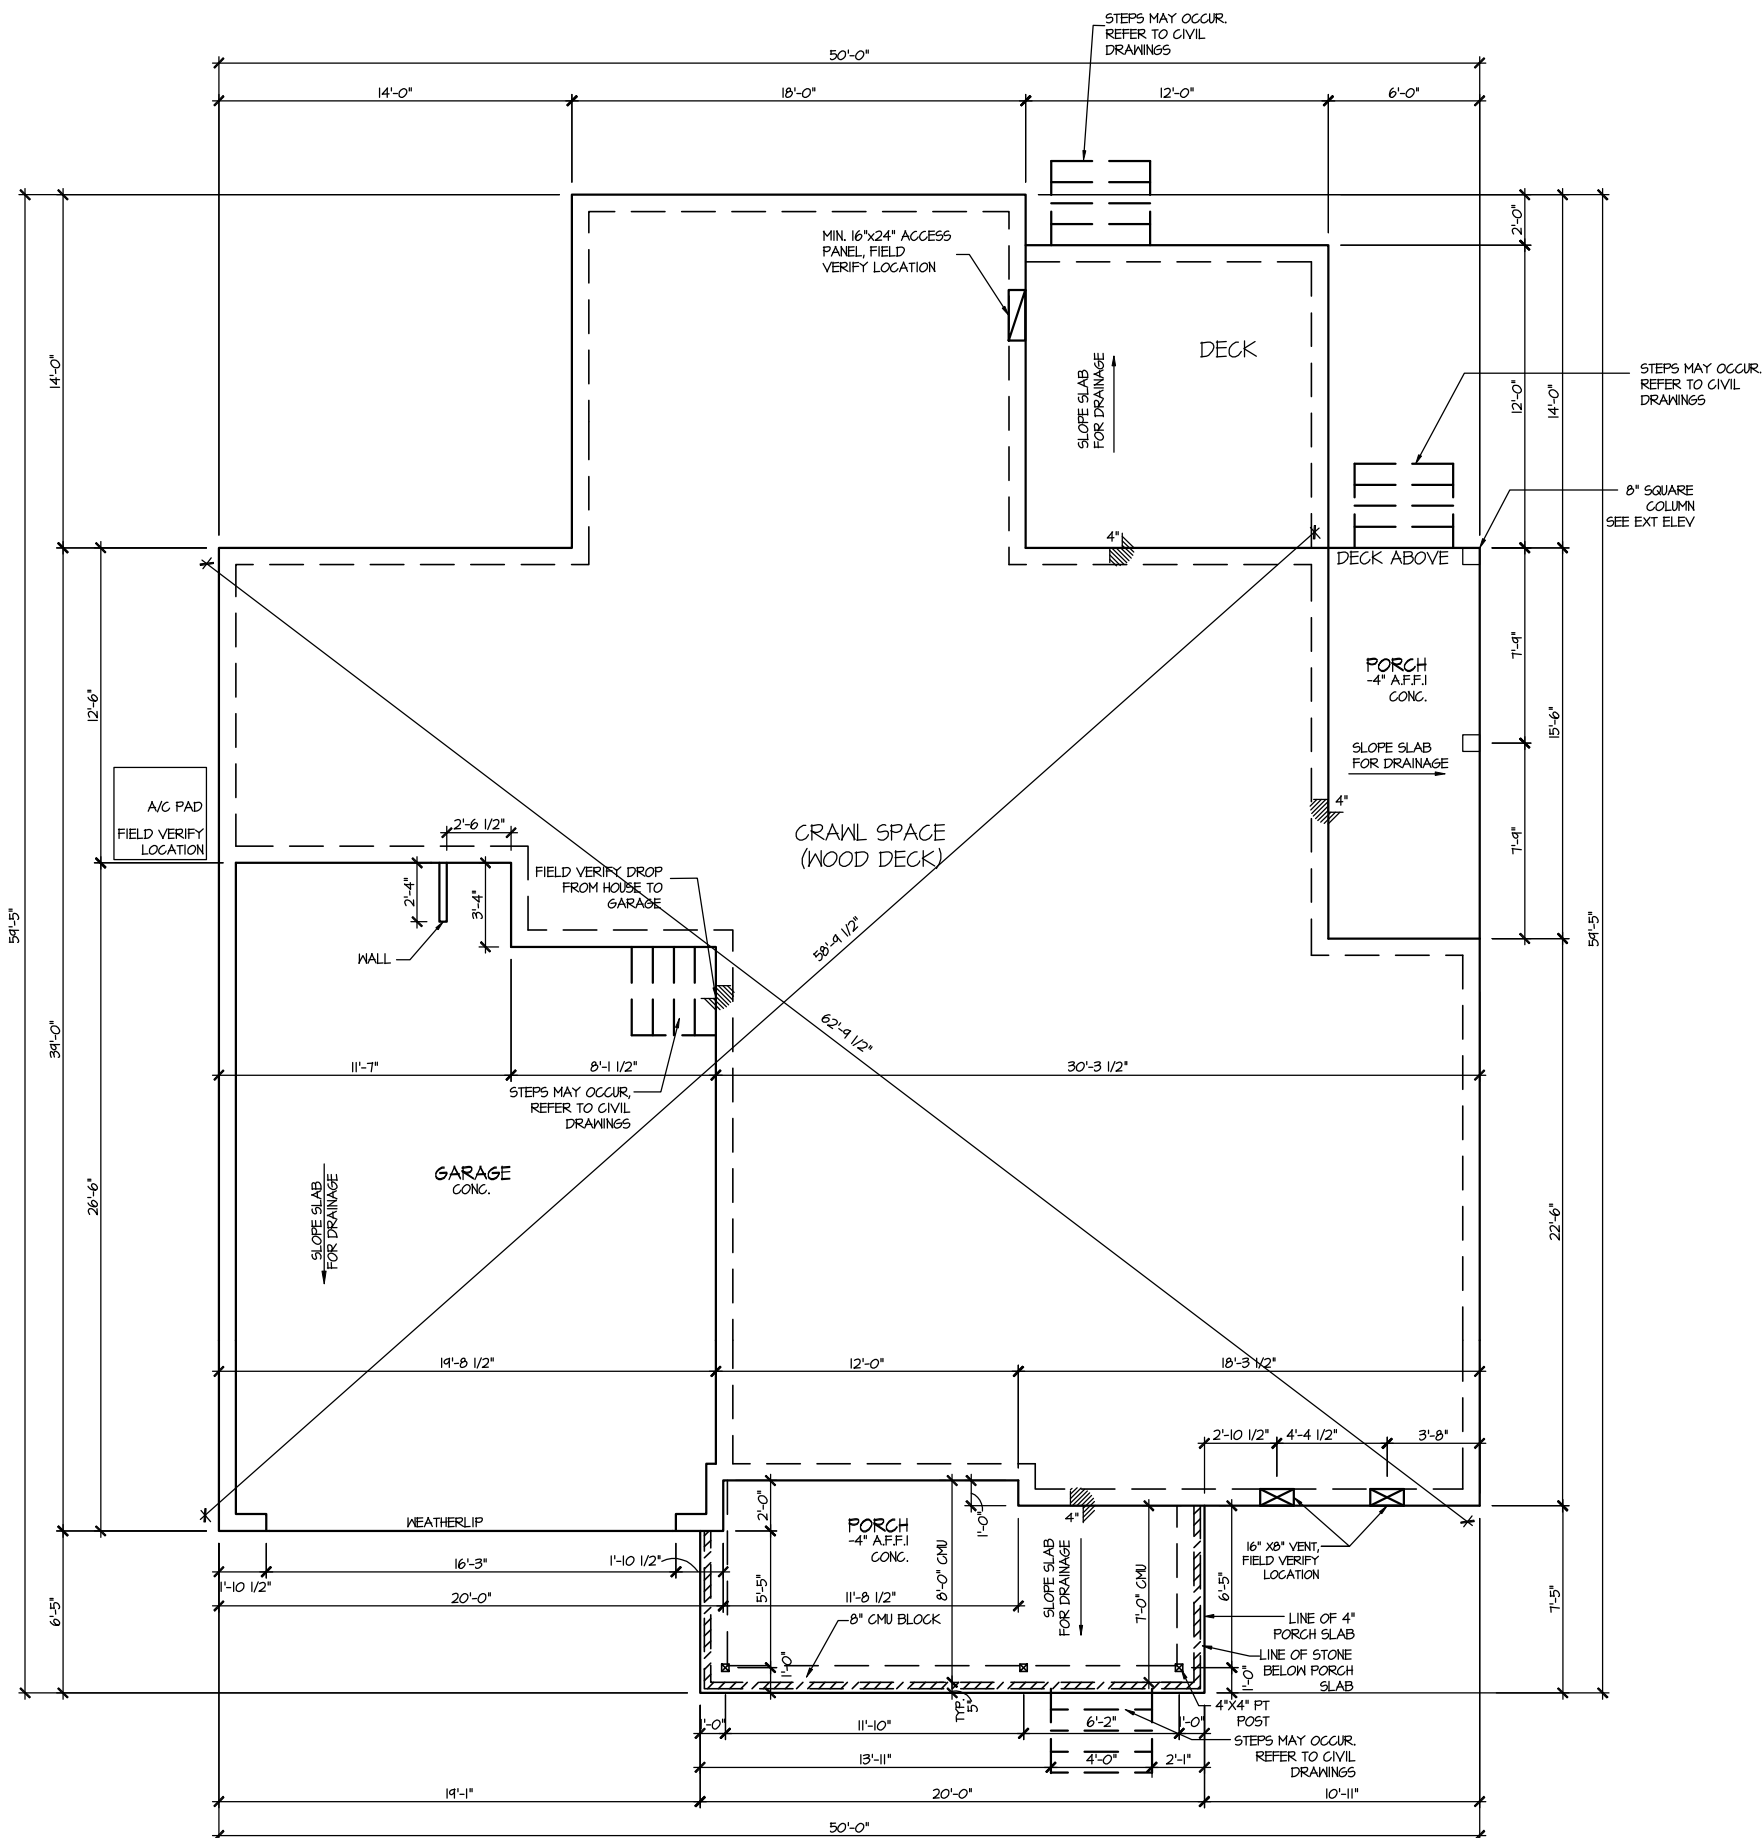 STEPS MAY OCCUR.
REFER TO CIVIL
DRAWINGS
50'-0"
14'-0"
18'-0"
12'-0"
6'-0"
2'-0"
MIN. 16"x24" ACCESS
PANEL, FIELD
VERIFY LOCATION
DECK
SLOPE SLAB
FOR DRAINAGE
14'-0"
12'-0"
14'-0"
STEPS MAY OCCUR.
REFER TO CIVIL
DRAWINGS
8" SQUARE
COLUMN
SEE EXT ELEV
4"
DECK ABOVE
7'-9"
PORCH
-4" A.F.F.1
CONC.
12'-6"
15'-6"
SLOPE SLAB
FOR DRAINAGE
A/C PAD
FIELD VERIFY
LOCATION
4"
7'-9"
2'-6 1/2"
CRAWL SPACE
(WOOD DECK)
FIELD VERIFY DROP
FROM HOUSE TO
GARAGE
2'-4"
3'-4"
59'-5"
59'-5"
WALL
58'-9 1/2"
62'-9 1/2"
39'-0"
11'-7"
8'-1 1/2"
30'-3 1/2"
STEPS MAY OCCUR,
REFER TO CIVIL
DRAWINGS
GARAGE
CONC.
SLOPE SLAB
FOR DRAINAGE
26'-6"
22'-6"
19'-8 1/2"
12'-0"
18'-3 1/2"
2'-10 1/2"
4'-4 1/2"
3'-8"
WEATHERLIP
2'-0"
1'-0"
4"
PORCH
-4" A.F.F.1
CONC.
16" X8" VENT,
FIELD VERIFY
LOCATION
1'-10 1/2"
16'-3"
1'-10 1/2"
20'-0"
11'-8 1/2"
5'-5"
8'-0" CMU
SLOPE SLAB
FOR DRAINAGE
7'-0" CMU
6'-5"
6'-5"
7'-5"
8" CMU BLOCK
LINE OF 4"
PORCH SLAB
LINE OF STONE
BELOW PORCH
SLAB
1'-0"
1'-0"
TYP.
5"
4"X4" PT
POST
1'-0"
11'-10"
6'-2"
1'-0"
STEPS MAY OCCUR.
REFER TO CIVIL
DRAWINGS
13'-11"
4'-0"
2'-1"
19'-1"
20'-0"
10'-11"
50'-0"